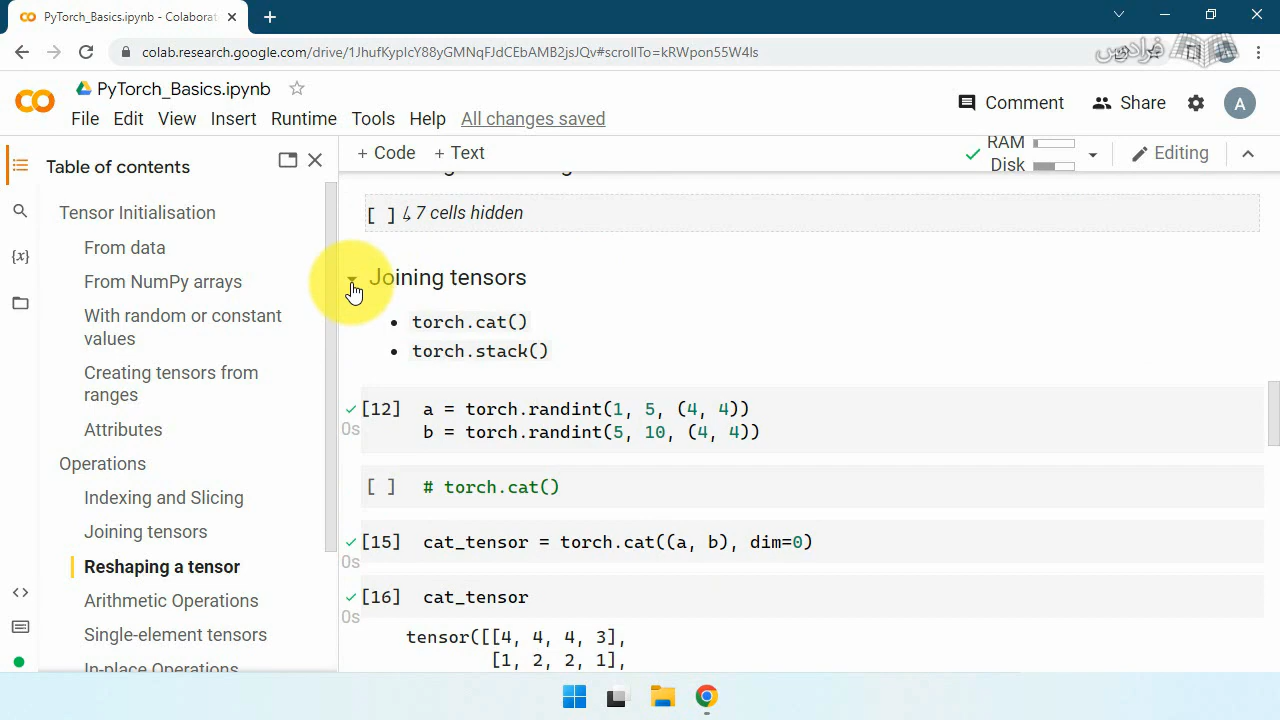 PyTorch_Basics.ipynb - Colaborat
colab.research.google.com/drive/1JhufKypIcY88yGMNqFJdCEbAMB2jsJQv#scrollTo=kRWpon55W4ls
فرادرس
PyTorch_Basics.ipynb
File Edit View Insert Runtime Tools Help All changes saved
Comment Share A
Table of contents
+ Code + Text
RAM
Disk
Editing
Tensor Initialisation
From data
From NumPy arrays
With random or constant
values
Creating tensors from
ranges
Attributes
Operations
Indexing and Slicing
Joining tensors
Reshaping a tensor
Arithmetic Operations
Single-element tensors
In-place Operations
{x}
[ ] ↳ 7 cells hidden
Joining tensors
• torch.cat()
• torch.stack()
[12] a = torch.randint(1, 5, (4, 4))
0s b = torch.randint(5, 10, (4, 4))
[ ] # torch.cat()
[15] cat_tensor = torch.cat((a, b), dim=0)
0s
[16] cat_tensor
0s
tensor([[4, 4, 4, 3],
[1, 2, 2, 1],